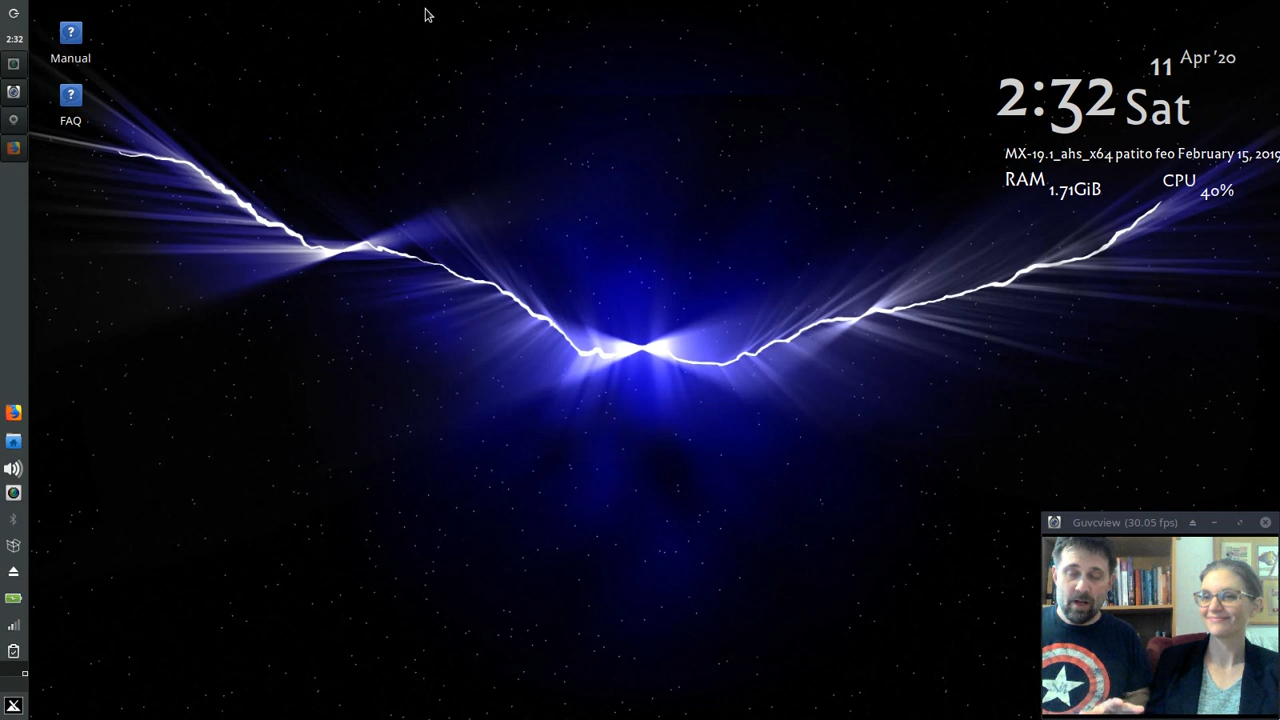 2:32
Manual
FAQ
11 Apr '20
2:32 Sat
MX-19.1_ahs_x64 patito feo February 15, 2019
RAM 1.71GiB CPU 40%
Guvcview (30.05 fps)